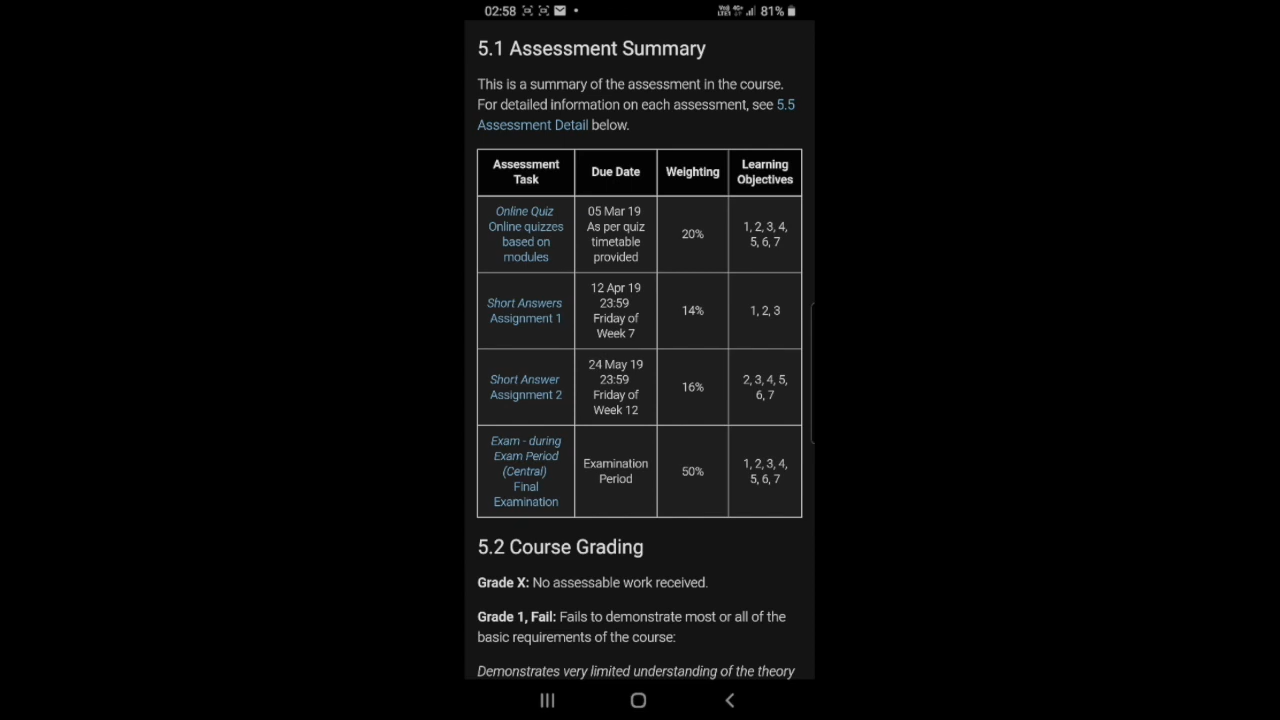 02:58 81%
5.1 Assessment Summary
This is a summary of the assessment in the course.
For detailed information on each assessment, see 5.5
Assessment Detail below.
Assessment Task Due Date Weighting Learning Objectives
Online Quiz
Online quizzes
based on
modules
05 Mar 19
As per quiz
timetable
provided
20%
1, 2, 3, 4,
5, 6, 7
Short Answers
Assignment 1
12 Apr 19
23:59
Friday of
Week 7
14%
1, 2, 3
Short Answer
Assignment 2
24 May 19
23:59
Friday of
Week 12
16%
2, 3, 4, 5,
6, 7
Exam - during
Exam Period
(Central)
Final
Examination
Examination
Period
50%
1, 2, 3, 4,
5, 6, 7
5.2 Course Grading
Grade X: No assessable work received.
Grade 1, Fail: Fails to demonstrate most or all of the
basic requirements of the course:
Demonstrates very limited understanding of the theory